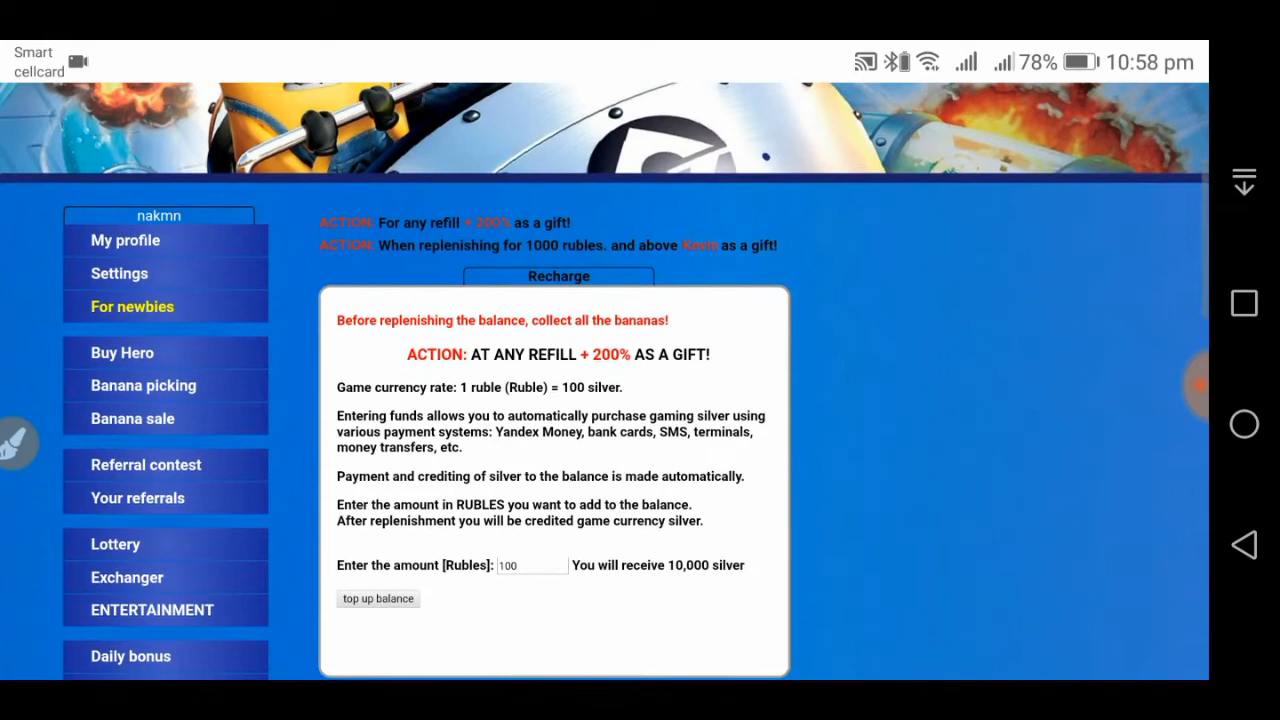 Smart
cellcard
78% 10:58 pm
nakmn
My profile
Settings
For newbies
Buy Hero
Banana picking
Banana sale
Referral contest
Your referrals
Lottery
Exchanger
ENTERTAINMENT
Daily bonus
ACTION: For any refill + 200% as a gift!
ACTION: When replenishing for 1000 rubles. and above Kevin as a gift!
Recharge
Before replenishing the balance, collect all the bananas!
ACTION: AT ANY REFILL + 200% AS A GIFT!
Game currency rate: 1 ruble (Ruble) = 100 silver.
Entering funds allows you to automatically purchase gaming silver using
various payment systems: Yandex Money, bank cards, SMS, terminals,
money transfers, etc.
Payment and crediting of silver to the balance is made automatically.
Enter the amount in RUBLES you want to add to the balance.
After replenishment you will be credited game currency silver.
Enter the amount [Rubles]: 100 You will receive 10,000 silver
top up balance